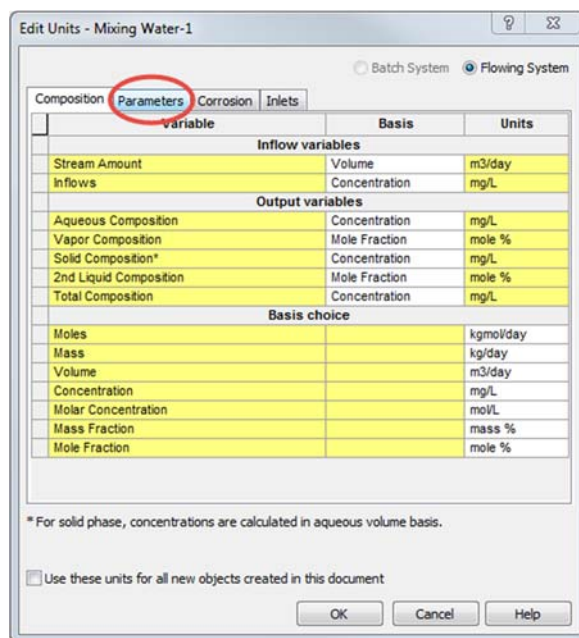 Edit Units - Mixing Water-1
Batch System Flowing System
Composition Parameters Corrosion Inlets
Variable Basis Units
Inflow variables
Stream Amount Volume m3/day
Inflows Concentration mg/L
Output variables
Aqueous Composition Concentration mg/L
Vapor Composition Mole Fraction mole %
Solid Composition* Concentration mg/L
2nd Liquid Composition Mole Fraction mole %
Total Composition Concentration mg/L
Basis choice
Moles kgmol/day
Mass kg/day
Volume m3/day
Concentration mg/L
Molar Concentration mol/L
Mass Fraction mass %
Mole Fraction mole %
* For solid phase, concentrations are calculated in aqueous volume basis.
Use these units for all new objects created in this document
OK Cancel Help